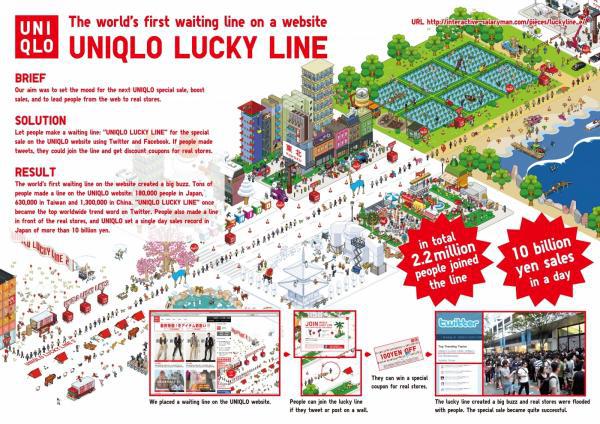 UNI
QLO
The world's first waiting line on a website
UNIQLO LUCKY LINE
URL http://interactive-salaryman.com/pieces/luckyline_e/
BRIEF
Our aim was to set the mood for the next UNIQLO special sale, boost
sales, and to lead people from the web to real stores.
SOLUTION
Let people make a waiting line: "UNIQLO LUCKY LINE" for the special
sale on the UNIQLO website using Twitter and Facebook. If people made
tweets, they could join the line and get discount coupons for real stores.
RESULT
The world's first waiting line on the website created a big buzz. Tons of
people made a line on the UNIQLO website: 180,000 people in Japan,
630,000 in Taiwan and 1,300,000 in China. "UNIQLO LUCKY LINE" once
became the top worldwide trend word on Twitter. People also made a line
in front of the real stores, and UNIQLO set a single day sales record in
Japan of more than 10 billion yen.
in total
2.2 million
people joined
the line
10 billion
yen sales
in a day
JOIN
100YEN OFF
twitter
Top Trending Topics
We placed a waiting line on the UNIQLO website.
People can join the lucky line
if they tweet or post on a wall.
They can win a special
coupon for real stores.
The lucky line created a big buzz and real stores were flooded
with people. The special sale became quite successful.